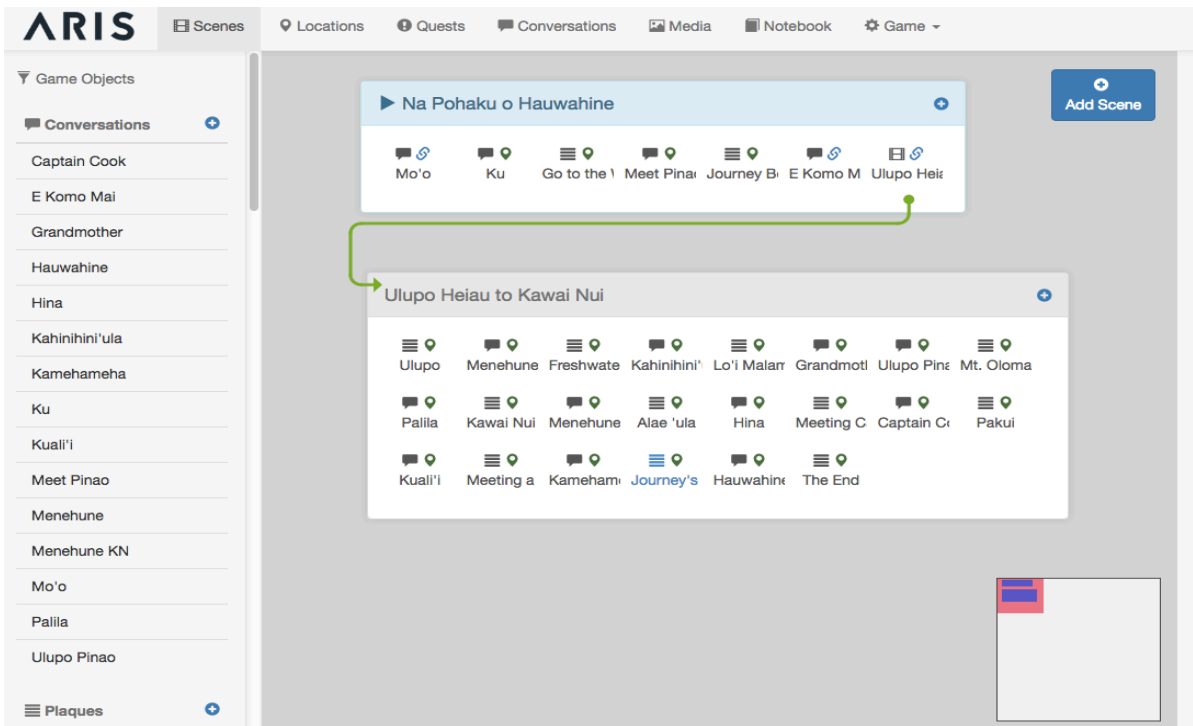 ARIS Scenes Locations Quests Conversations Media Notebook Game
Game Objects
Conversations
Captain Cook
E Komo Mai
Grandmother
Hauwahine
Hina
Kahinihini'ula
Kamehameha
Ku
Kuali'i
Meet Pinao
Menehune
Menehune KN
Mo'o
Palila
Ulupo Pinao
Plaques
Add Scene
Na Pohaku o Hauwahine
Mo'o Ku Go to the Meet Pina Journey B E Komo M Ulupo Heia
Ulupo Heiau to Kawai Nui
Ulupo Menehune Freshwate Kahinihini' Lo'i Malam Grandmot Ulupo Pina Mt. Oloma
Palila Kawai Nui Menehune Alae 'ula Hina Meeting C Captain Co Pakui
Kuali'i Meeting a Kameham Journey's Hauwahine The End